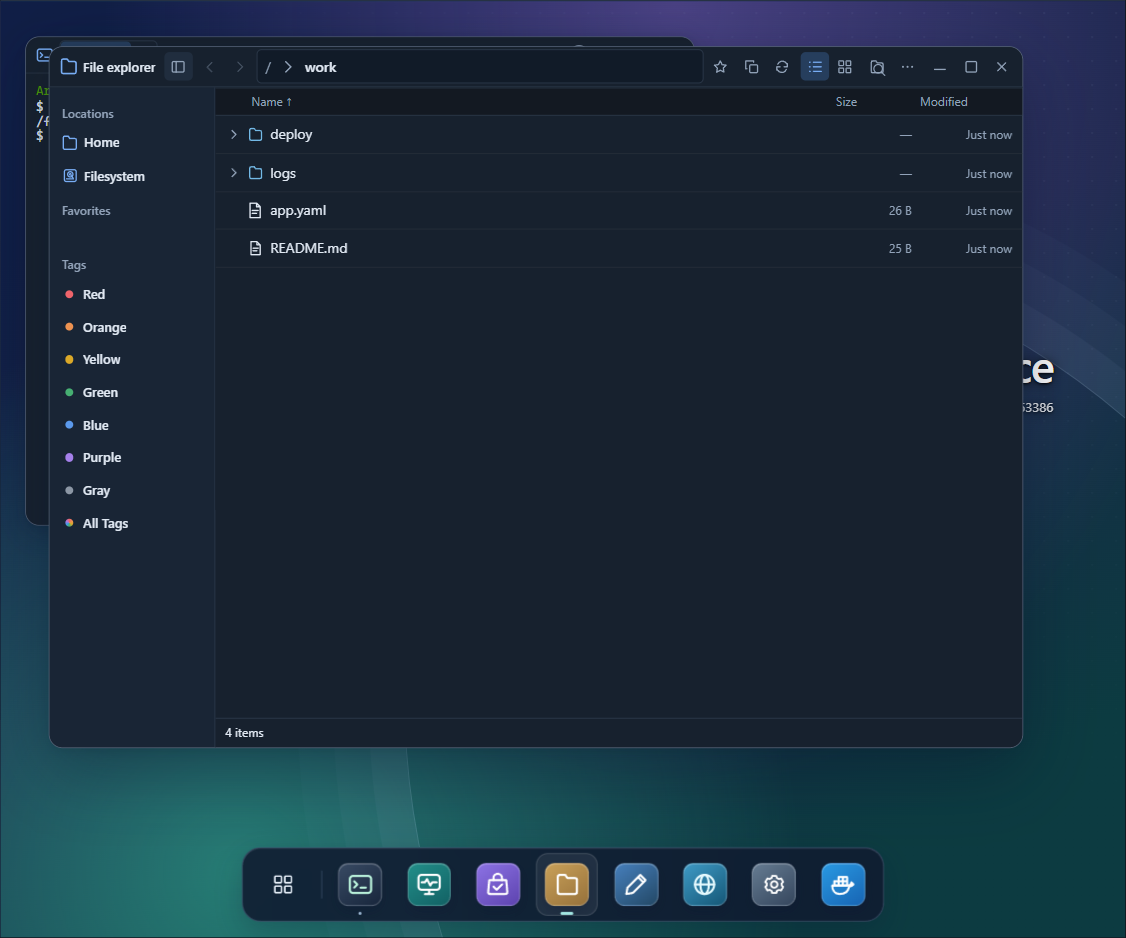 File explorer
/ > work
Locations
Home
Filesystem
Favorites
Tags
Red
Orange
Yellow
Green
Blue
Purple
Gray
All Tags
Name ↑ Size Modified
deploy — Just now
logs — Just now
app.yaml 26 B Just now
README.md 25 B Just now
4 items
$
$